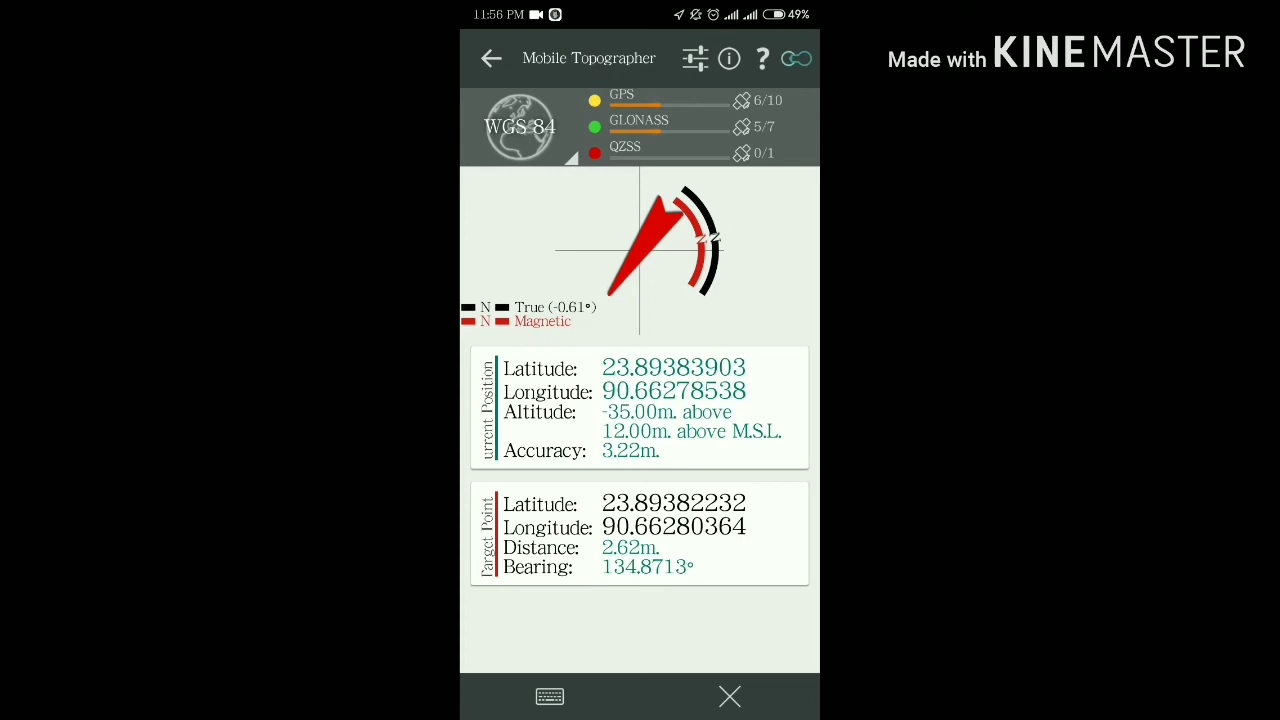 11:56 PM
49%
Made with KINEMASTER
Mobile Topographer
WGS 84
GPS 6/10
GLONASS 5/7
QZSS 0/1
N True (-0.61°)
N Magnetic
urrent Position
Latitude: 23.89383903
Longitude: 90.66278538
Altitude: -35.00m. above
12.00m. above M.S.L.
Accuracy: 3.22m.
Target Point
Latitude: 23.89382232
Longitude: 90.66280364
Distance: 2.62m.
Bearing: 134.8713°